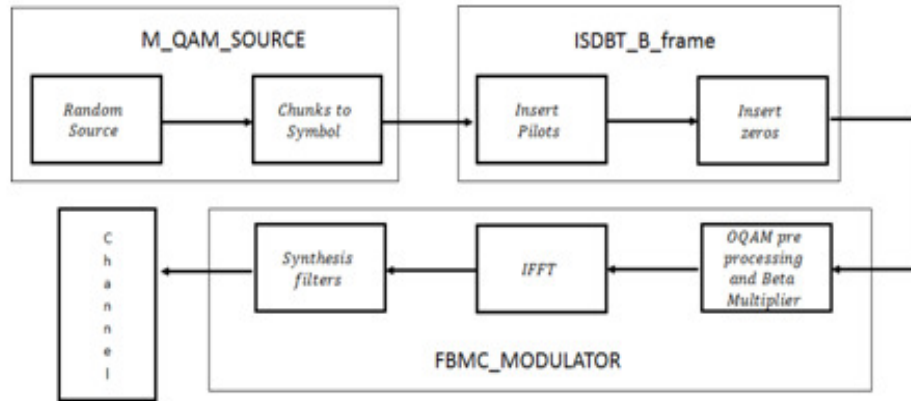 M_QAM_SOURCE
Random
Source
Chunks to
Symbol
ISDBT_B_frame
Insert
Pilots
Insert
zeros
OQAM pre
processing
and Beta
Multiplier
IFFT
Synthesis
filters
FBMC_MODULATOR
C
h
a
n
n
e
l